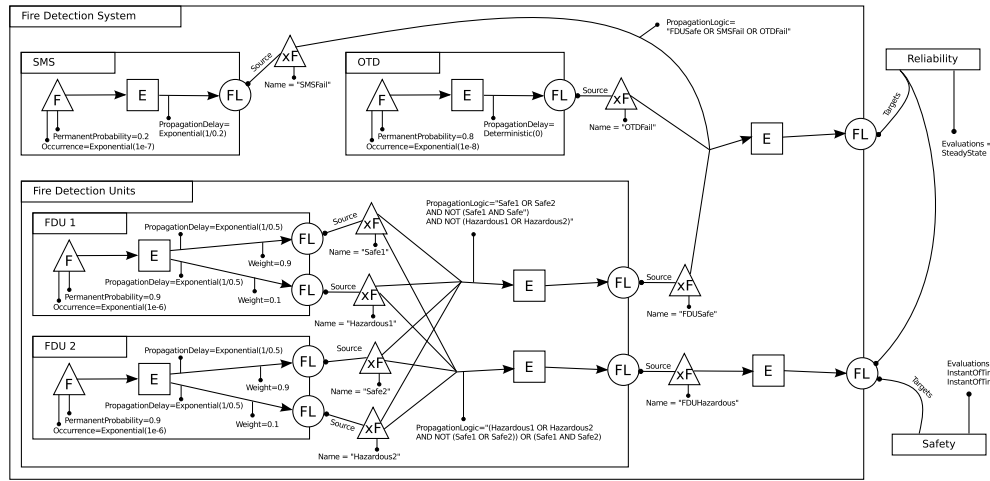 Fire Detection System
PropagationLogic=
"FDUSafe OR SMSFail OR OTDFail"
SMS
Source
xF
Name = "SMSFail"
F
E
FL
PermanentProbability=0.2
Occurrence=Exponential(1e-7)
PropagationDelay=
Exponential(1/0.2)
OTD
F
E
FL
Source
xF
Name = "OTDFail"
PermanentProbability=0.8
Occurrence=Exponential(1e-8)
PropagationDelay=
Deterministic(0)
E
FL
Targets
Reliability
Evaluations =
SteadyState
Fire Detection Units
PropagationLogic="Safe1 OR Safe2
AND NOT (Safe1 AND Safe")
AND NOT (Hazardous1 OR Hazardous2)"
FDU 1
PropagationDelay=Exponential(1/0.5)
F
E
FL
Source
xF
Name = "Safe1"
Weight=0.9
PropagationDelay=Exponential(1/0.5)
FL
Source
xF
Name = "Hazardous1"
Weight=0.1
PermanentProbability=0.9
Occurrence=Exponential(1e-6)
E
FL
Source
xF
Name = "FDUSafe"
FDU 2
PropagationDelay=Exponential(1/0.5)
F
E
FL
Source
xF
Name = "Safe2"
Weight=0.9
PropagationDelay=Exponential(1/0.5)
FL
Source
xF
Name = "Hazardous2"
Weight=0.1
PermanentProbability=0.9
Occurrence=Exponential(1e-6)
E
FL
Source
xF
Name = "FDUHazardous"
PropagationLogic="(Hazardous1 OR Hazardous2
AND NOT (Safe1 OR Safe2)) OR (Safe1 AND Safe2)
E
FL
Targets
Evaluations
InstantOfTir
InstantOfTir
Safety